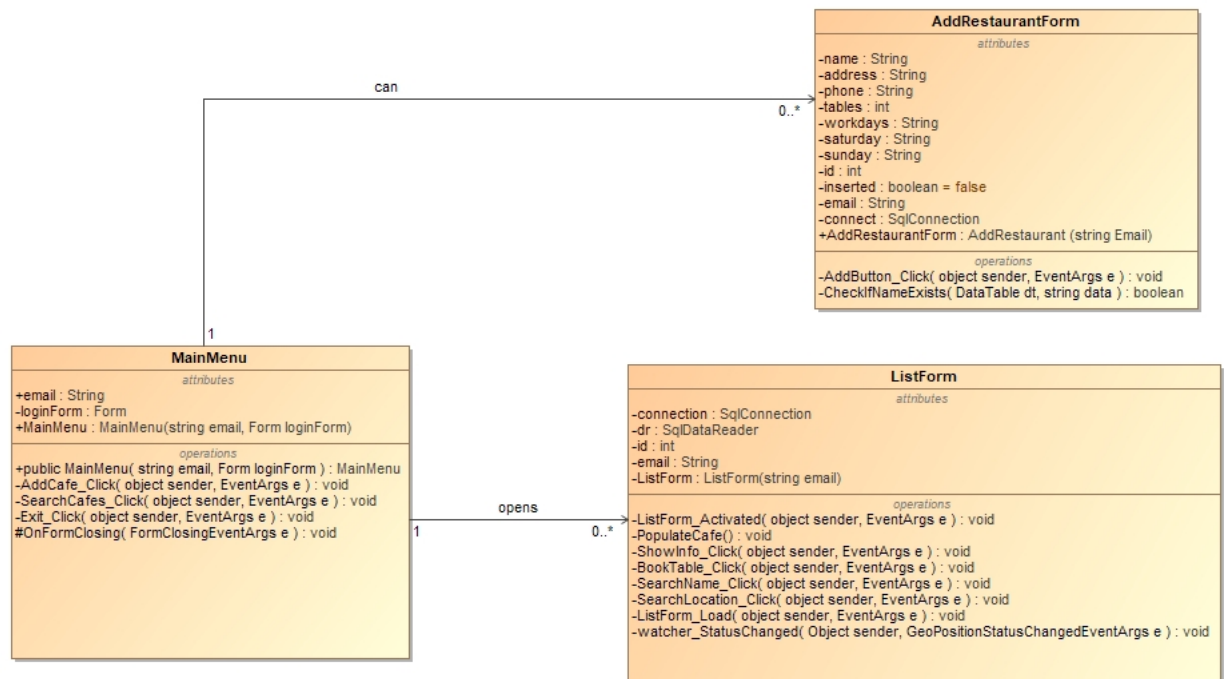 AddRestaurantForm
attributes
-name : String
-address : String
-phone : String
-tables : int
-workdays : String
-saturday : String
-sunday : String
-id : int
-inserted : boolean = false
-email : String
-connect : SqlConnection
+AddRestaurantForm : AddRestaurant (string Email)
operations
-AddButton_Click( object sender, EventArgs e ) : void
-CheckIfNameExists( DataTable dt, string data ) : boolean
can
0..*
1
MainMenu
attributes
+email : String
-loginForm : Form
+MainMenu : MainMenu(string email, Form loginForm)
operations
+public MainMenu( string email, Form loginForm ) : MainMenu
-AddCafe_Click( object sender, EventArgs e ) : void
-SearchCafes_Click( object sender, EventArgs e ) : void
-Exit_Click( object sender, EventArgs e ) : void
#OnFormClosing( FormClosingEventArgs e ) : void
opens
1
0..*
ListForm
attributes
-connection : SqlConnection
-dr : SqlDataReader
-id : int
-email : String
-ListForm : ListForm(string email)
operations
-ListForm_Activated( object sender, EventArgs e ) : void
-PopulateCafe() : void
-ShowInfo_Click( object sender, EventArgs e ) : void
-BookTable_Click( object sender, EventArgs e ) : void
-SearchName_Click( object sender, EventArgs e ) : void
-SearchLocation_Click( object sender, EventArgs e ) : void
-ListForm_Load( object sender, EventArgs e ) : void
-watcher_StatusChanged( Object sender, GeoPositionStatusChangedEventArgs e ) : void